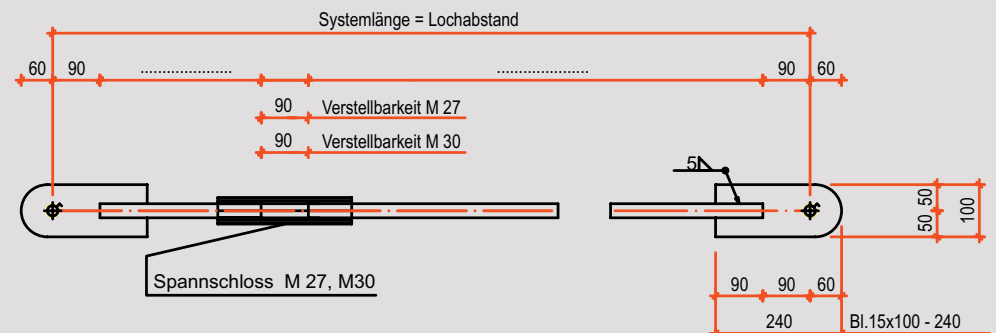 Systemlänge = Lochabstand
60 90 ..................... ..................... 90 60
90 Verstellbarkeit M 27
90 Verstellbarkeit M 30
5
50 50 100
Spannschloss M 27, M30
90 90 60
240 Bl.15x100 - 240